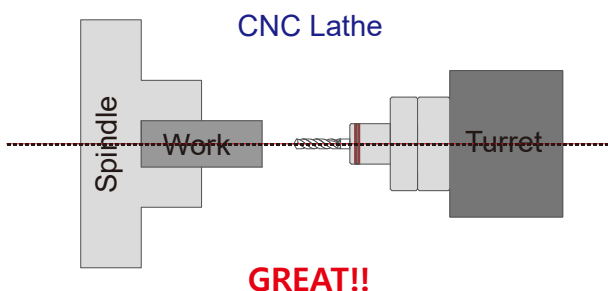 CNC Lathe
Spindle
Work
Turret
GREAT!!